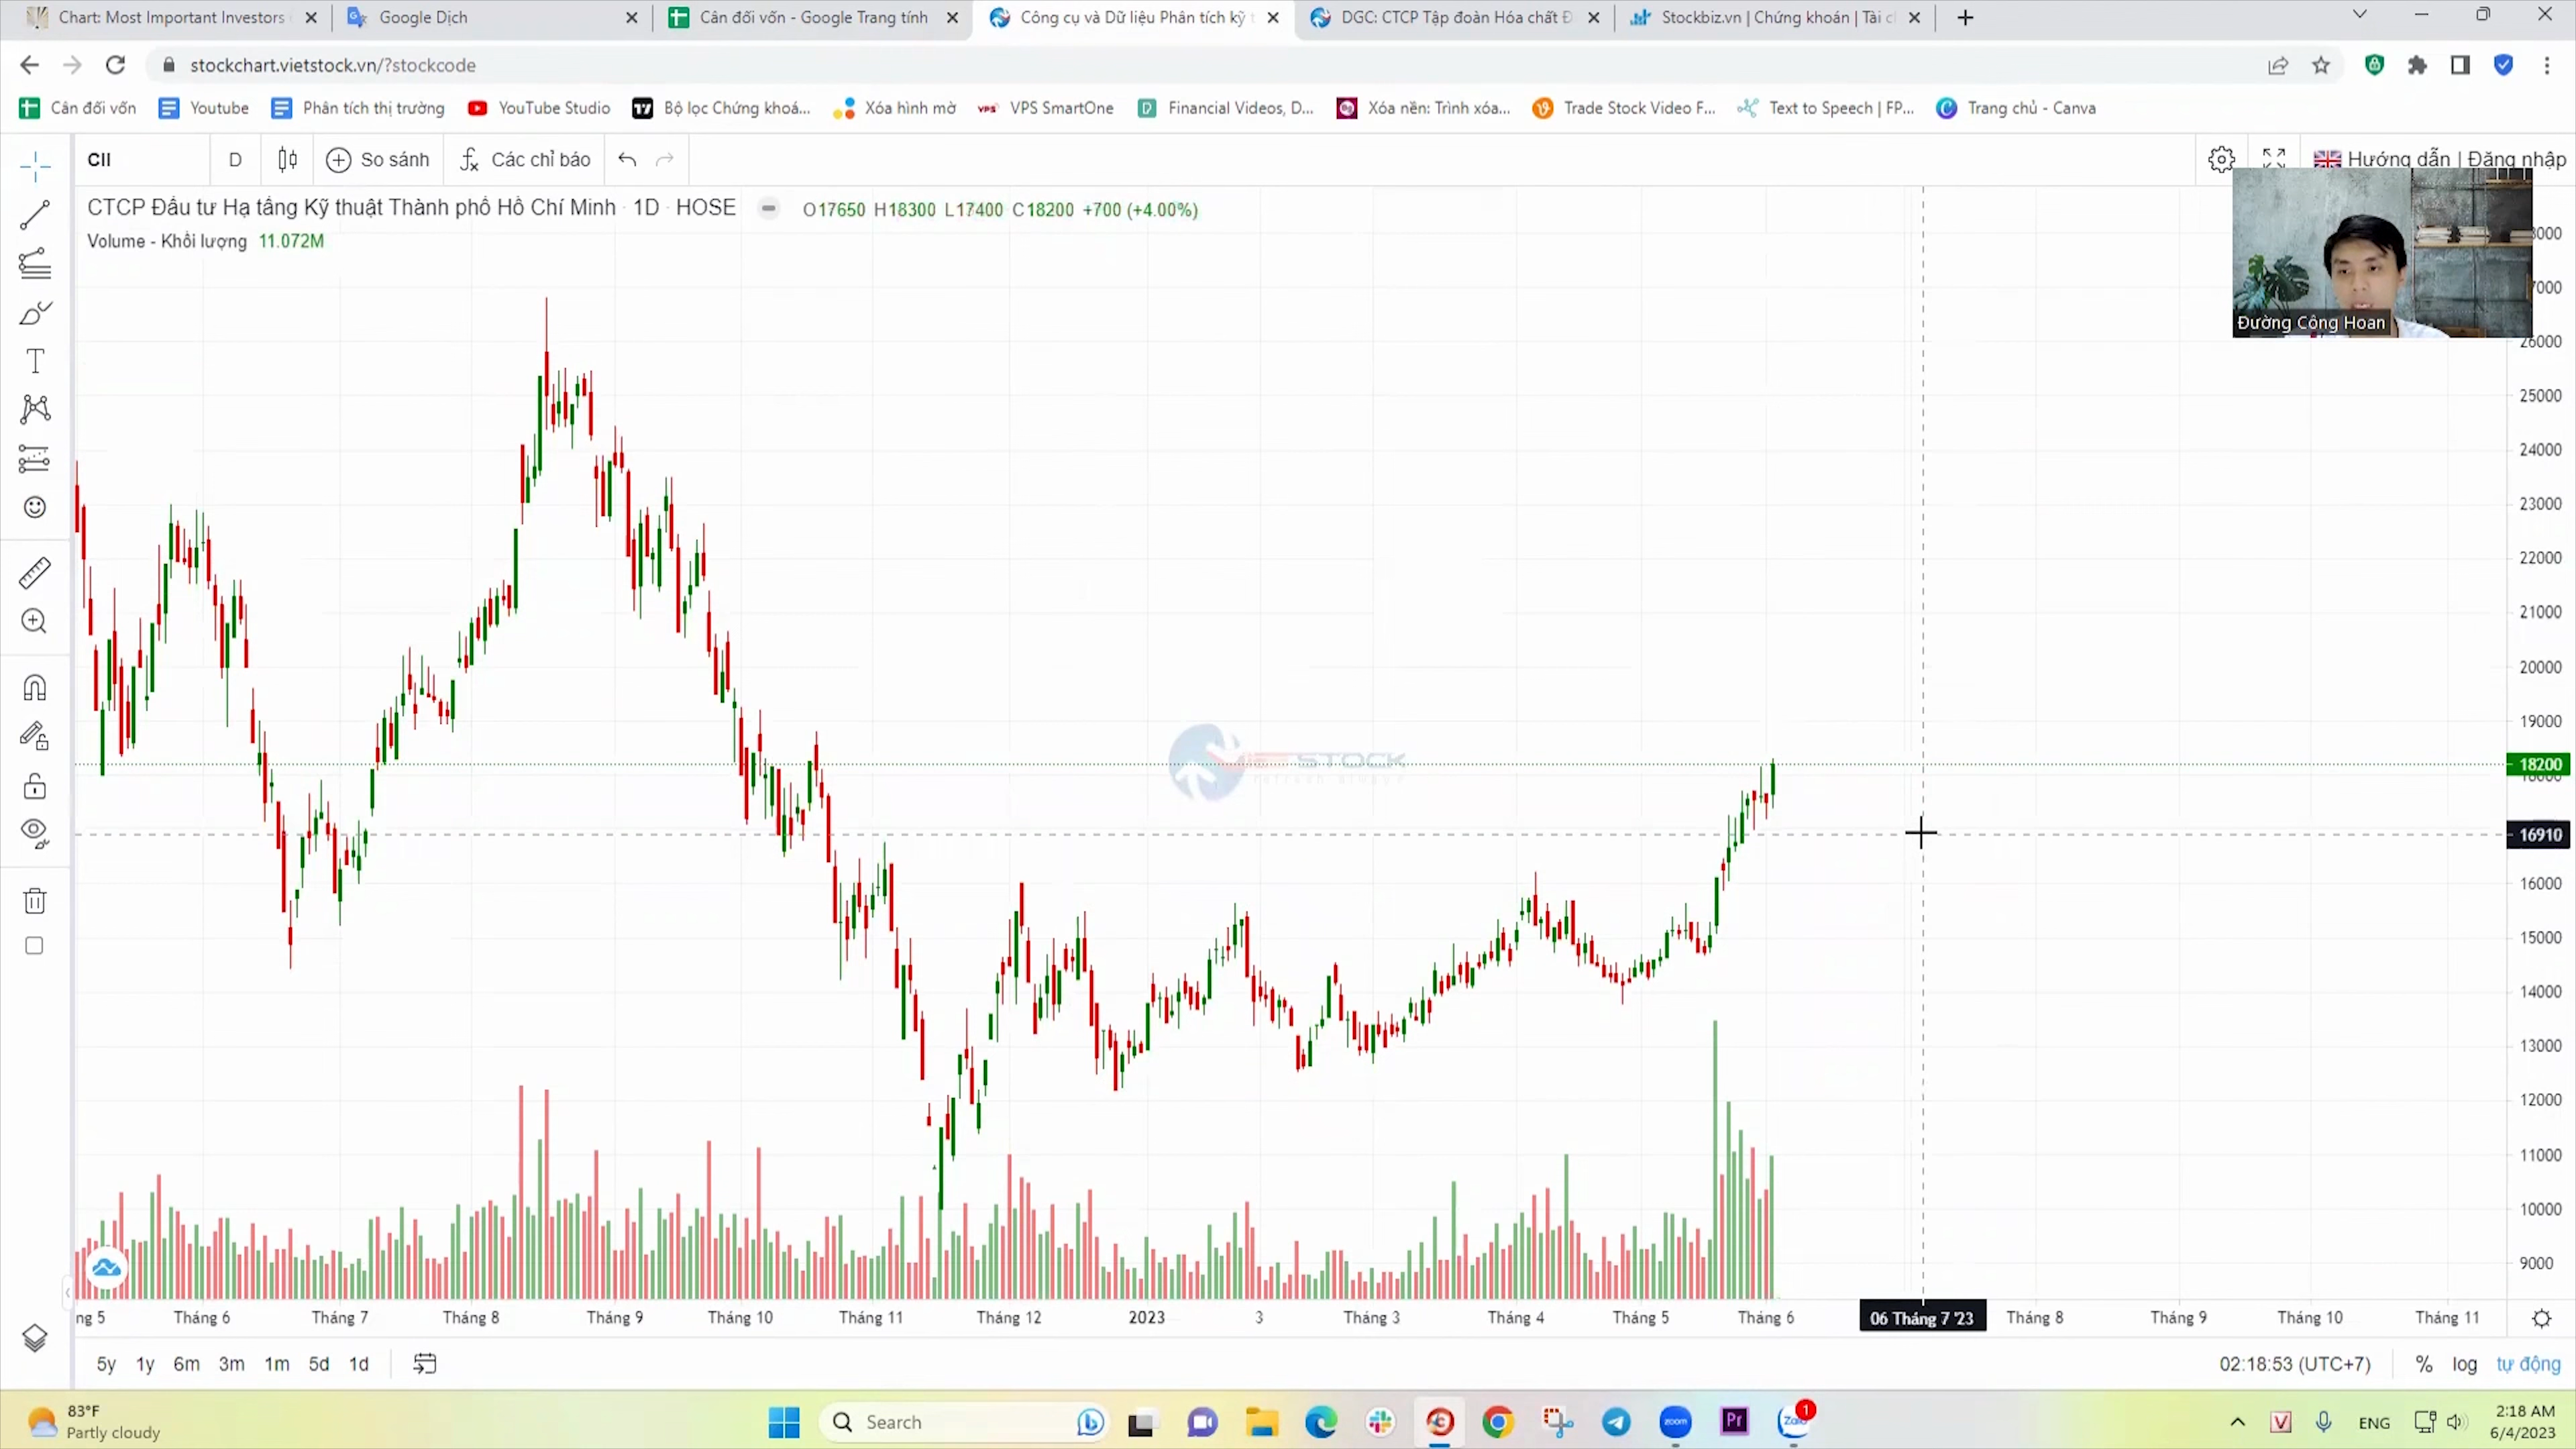 Chart: Most Important Investors
Google Dịch
Cân đối vốn - Google Trang tính
Công cụ và Dữ liệu Phân tích kỹ t
DGC: CTCP Tập đoàn Hóa chất Đ
Stockbiz.vn | Chứng khoán | Tài c
stockchart.vietstock.vn/?stockcode
Cân đối vốn
Youtube
Phân tích thị trường
YouTube Studio
Bộ lọc Chứng khoá...
Xóa hình mờ
VPS SmartOne
Financial Videos, D...
Xóa nền: Trình xóa...
Trade Stock Video F...
Text to Speech | FP...
Trang chủ - Canva
CII
D
So sánh
Các chỉ báo
Hướng dẫn | Đăng nhập
CTCP Đầu tư Hạ tầng Kỹ thuật Thành phố Hồ Chí Minh · 1D · HOSE
O17650 H18300 L17400 C18200 +700 (+4.00%)
Volume - Khối lượng 11.072M
Đường Công Hoan
26000
25000
24000
23000
22000
21000
20000
19000
18200
16910
16000
15000
14000
13000
12000
11000
10000
9000
ng 5
Tháng 6
Tháng 7
Tháng 8
Tháng 9
Tháng 10
Tháng 11
Tháng 12
2023
3
Tháng 3
Tháng 4
Tháng 5
Tháng 6
06 Tháng 7 '23
Tháng 8
Tháng 9
Tháng 10
Tháng 11
5y 1y 6m 3m 1m 5d 1d
02:18:53 (UTC+7)
% log tự động
83°F
Partly cloudy
Search
zoom
Pr
Zalo
1
ENG
2:18 AM
6/4/2023